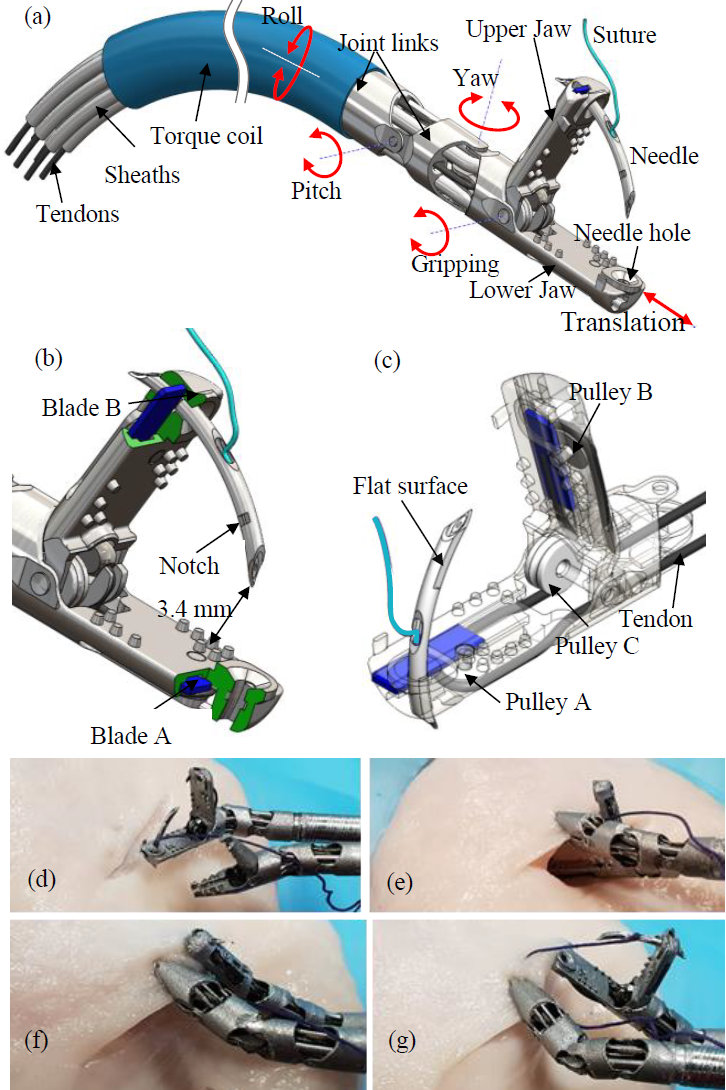 (a)
Roll
Joint links
Upper Jaw
Suture
Yaw
Torque coil
Sheaths
Tendons
Pitch
Needle
Needle hole
Gripping
Lower Jaw
Translation
(b)
Blade B
Notch
3.4 mm
Blade A
(c)
Pulley B
Flat surface
Tendon
Pulley C
Pulley A
(d)
(e)
(f)
(g)